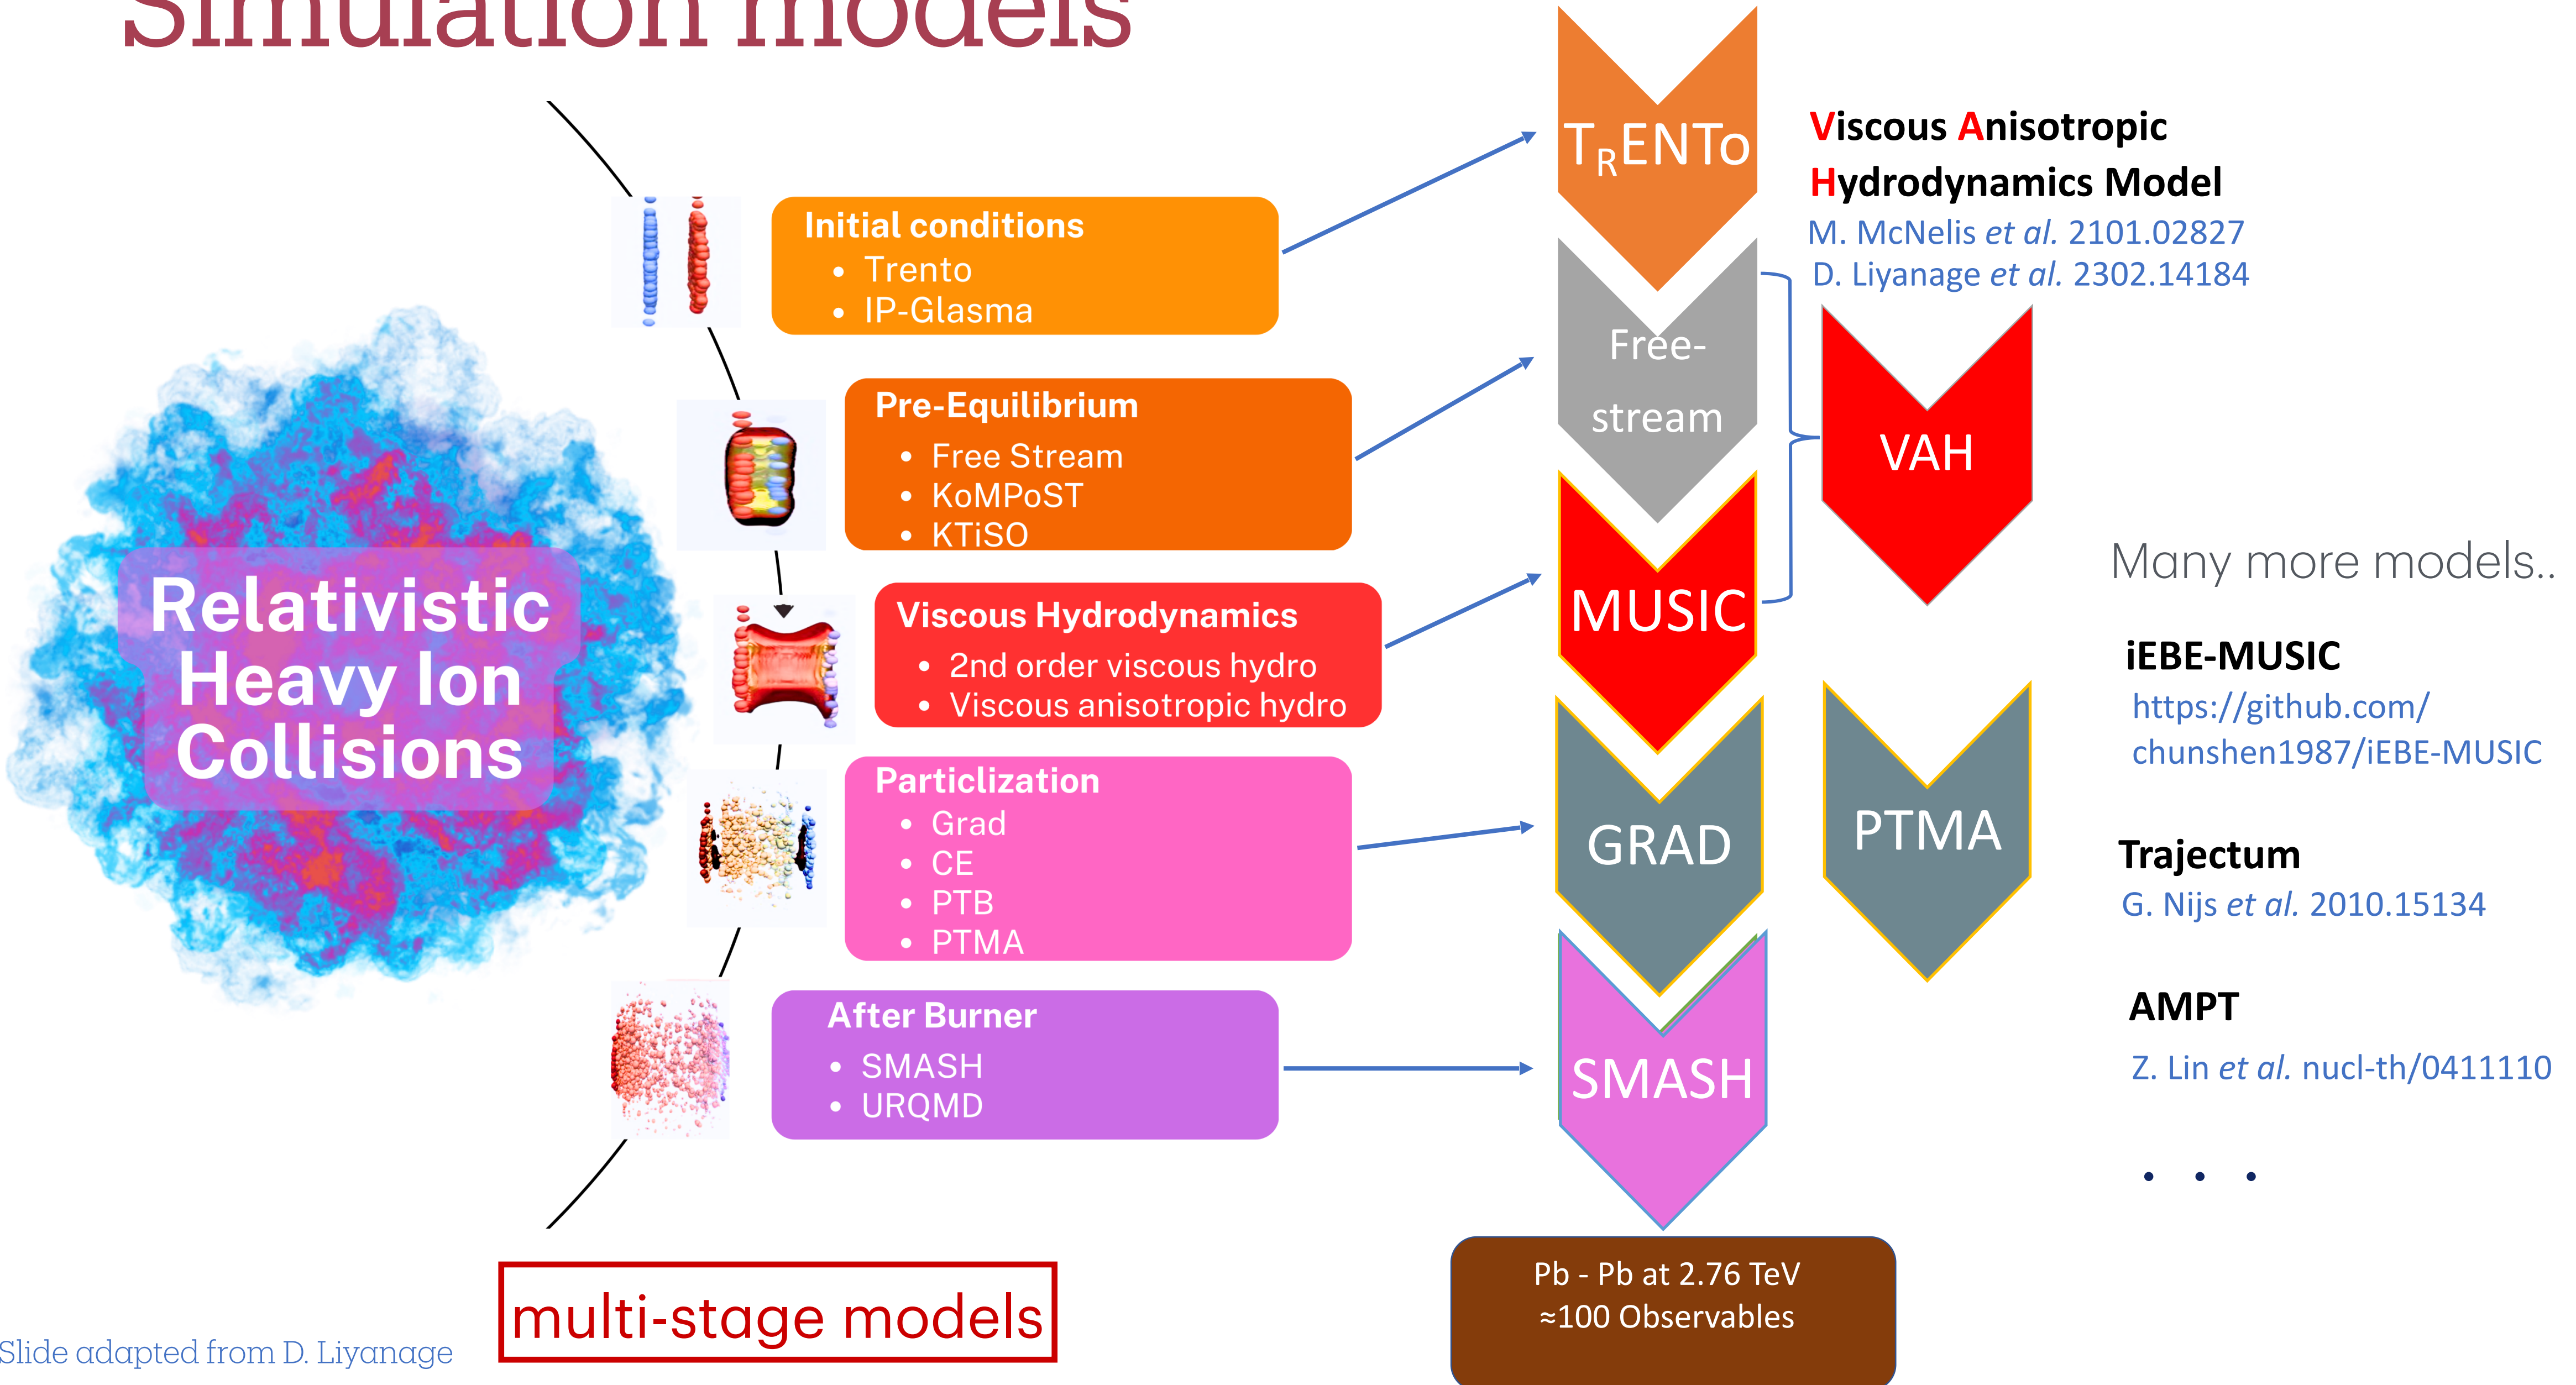 Simulation models
Relativistic
Heavy Ion
Collisions
Initial conditions
• Trento
• IP-Glasma
Pre-Equilibrium
• Free Stream
• KoMPoST
• KTiSO
Viscous Hydrodynamics
• 2nd order viscous hydro
• Viscous anisotropic hydro
Particlization
• Grad
• CE
• PTB
• PTMA
After Burner
• SMASH
• URQMD
multi-stage models
Slide adapted from D. Liyanage
TRENTo
Free-
stream
MUSIC
GRAD
SMASH
Pb - Pb at 2.76 TeV
≈100 Observables
Viscous Anisotropic
Hydrodynamics Model
M. McNelis et al. 2101.02827
D. Liyanage et al. 2302.14184
VAH
PTMA
Many more models..
iEBE-MUSIC
https://github.com/
chunshen1987/iEBE-MUSIC
Trajectum
G. Nijs et al. 2010.15134
AMPT
Z. Lin et al. nucl-th/0411110
. . .